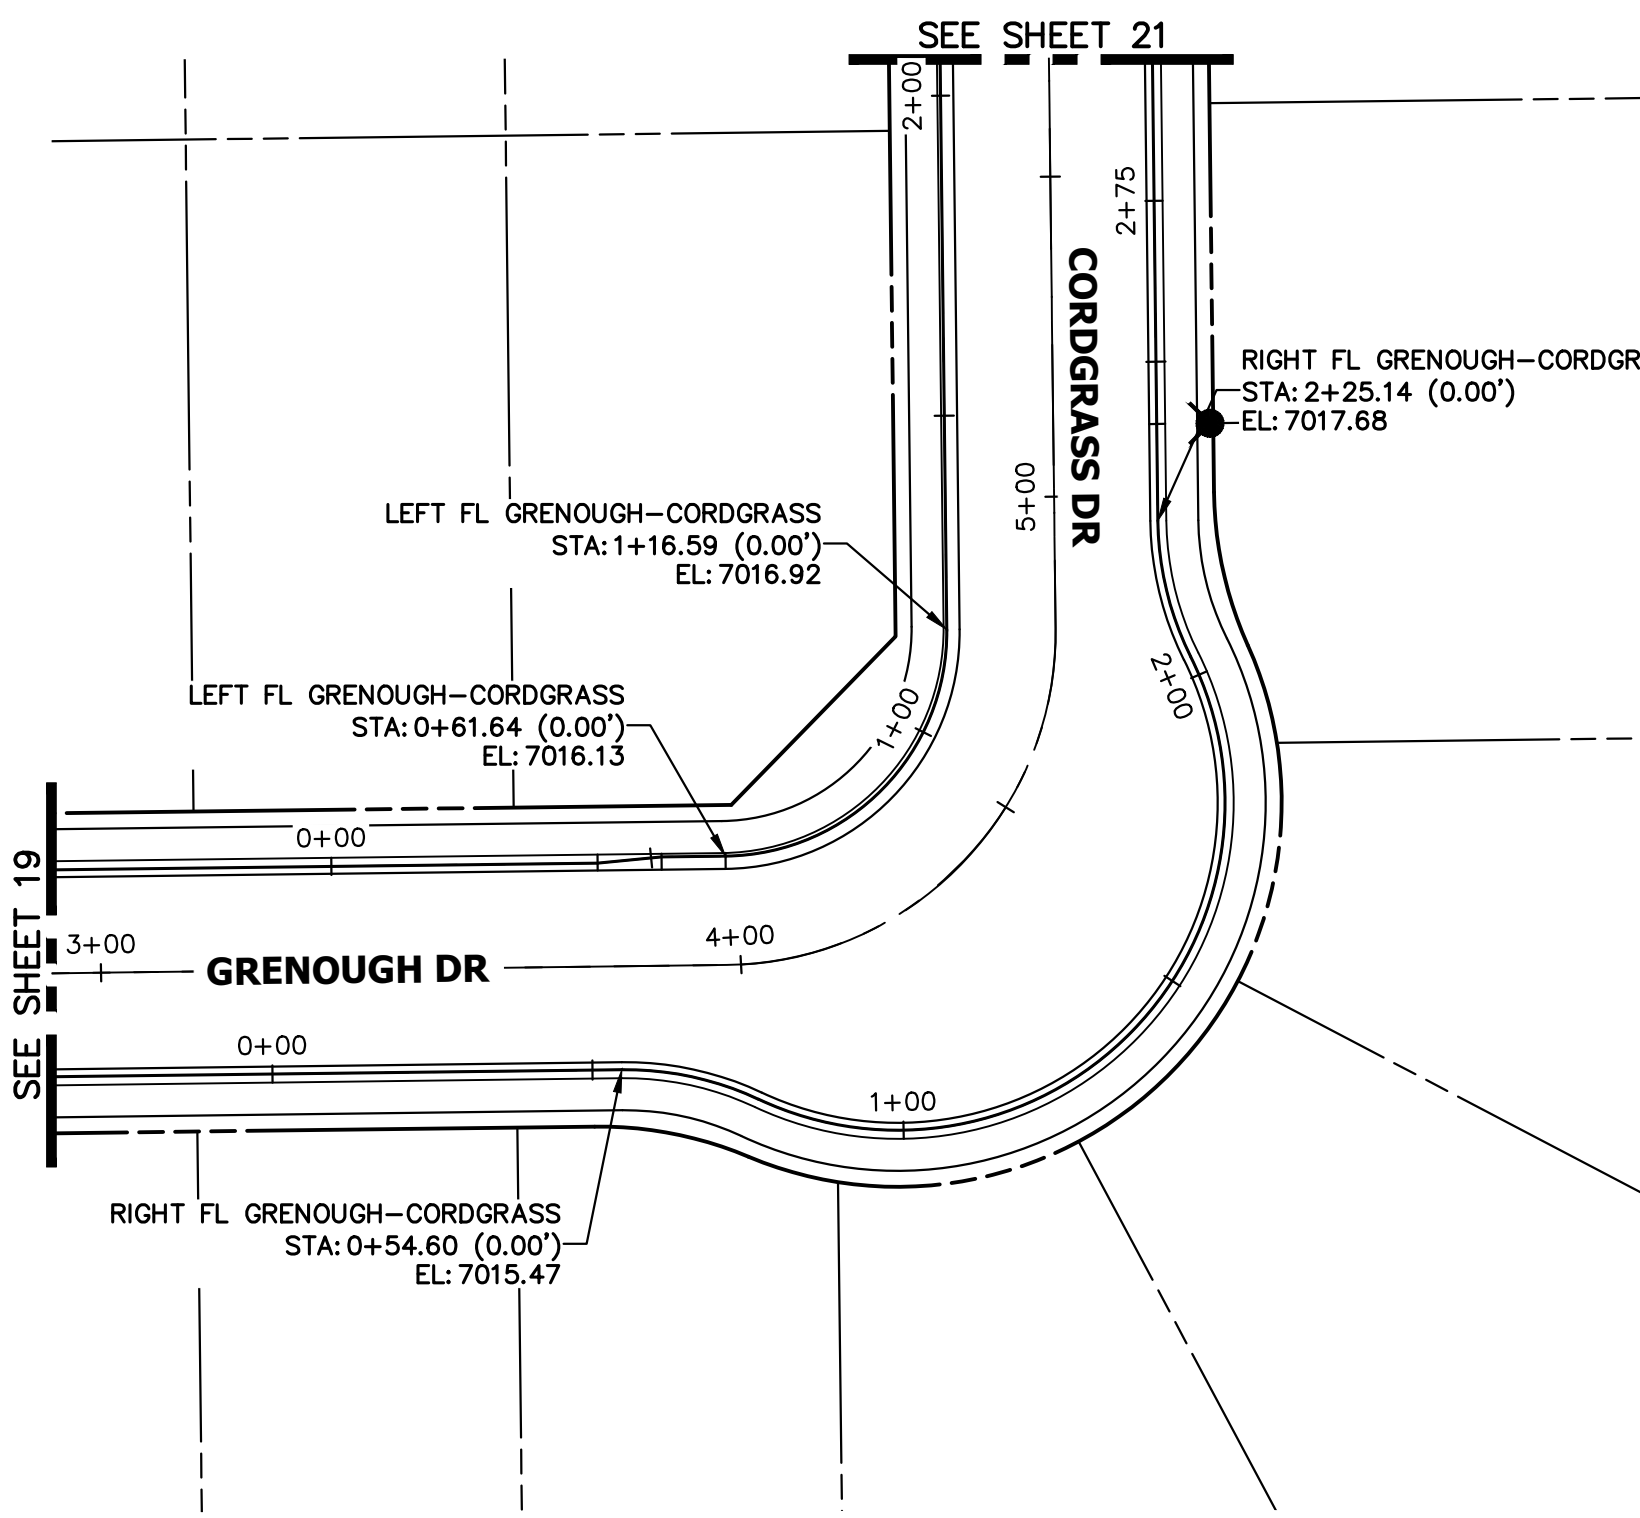 SEE SHEET 21
2+00
2+75
CORDGRASS DR
RIGHT FL GRENOUGH-CORDGR
STA: 2+25.14 (0.00')
EL: 7017.68
5+00
LEFT FL GRENOUGH-CORDGRASS
STA: 1+16.59 (0.00')
EL: 7016.92
2+00
LEFT FL GRENOUGH-CORDGRASS
STA: 0+61.64 (0.00')
EL: 7016.13
1+00
0+00
SEE SHEET 19
3+00
4+00
GRENOUGH DR
0+00
1+00
RIGHT FL GRENOUGH-CORDGRASS
STA: 0+54.60 (0.00')
EL: 7015.47